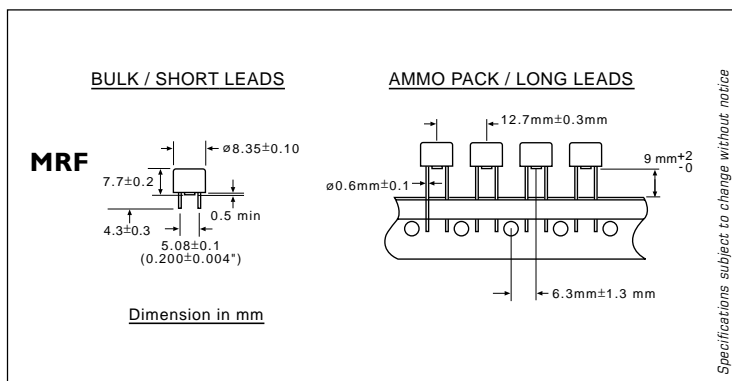 BULK / SHORT LEADS
MRF
ø8.35±0.10
7.7±0.2
0.5 min
4.3±0.3
5.08±0.1
(0.200±0.004")
Dimension in mm
AMMO PACK / LONG LEADS
12.7mm±0.3mm
9 mm+2
-0
ø0.6mm±0.1
6.3mm±1.3 mm
Specifications subject to change without notice